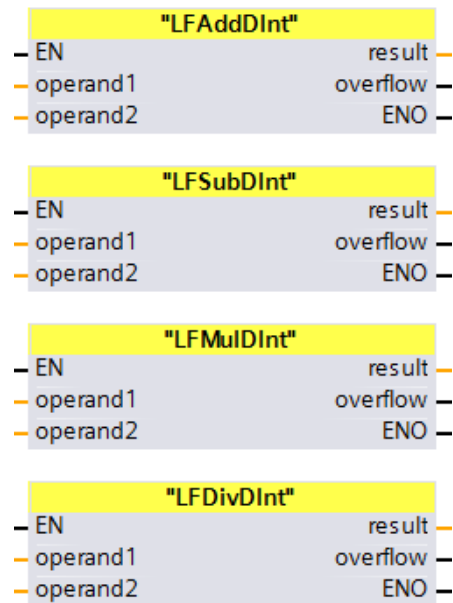 "LFAddDInt"
EN result
operand1 overflow
operand2 ENO
"LFSubDInt"
EN result
operand1 overflow
operand2 ENO
"LFMulDInt"
EN result
operand1 overflow
operand2 ENO
"LFDivDInt"
EN result
operand1 overflow
operand2 ENO